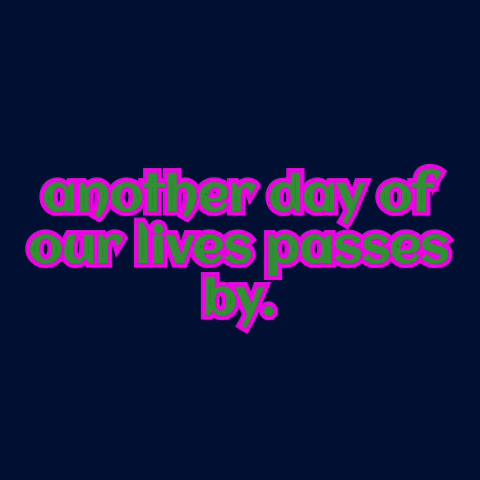 another day of
our lives passes
by.